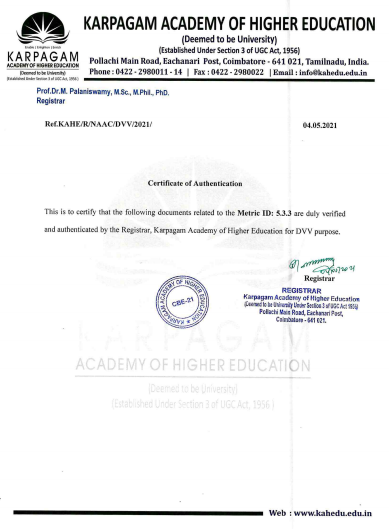 KARPAGAM ACADEMY OF HIGHER EDUCATION
(Deemed to be University)
(Established Under Section 3 of UGC Act, 1956)
Pollachi Main Road, Eachanari Post, Coimbatore - 641 021, Tamilnadu, India.
Phone : 0422 - 2980011 - 14 | Fax : 0422 - 2980022 | Email : info@kahedu.edu.in
Enable | Enlighten | Enrich
KARPAGAM
ACADEMY OF HIGHER EDUCATION
(Deemed to be University)
(Established Under Section 3 of UGC Act, 1956 )
Prof.Dr.M. Palaniswamy, M.Sc., M.Phil., PhD.
Registrar
Ref.KAHE/R/NAAC/DVV/2021/ 04.05.2021
Certificate of Authentication
This is to certify that the following documents related to the Metric ID: 5.3.3 are duly verified
and authenticated by the Registrar, Karpagam Academy of Higher Education for DVV purpose.
Registrar
REGISTRAR
Karpagam Academy of Higher Education
(Deemed to be University Under Section 3 of UGC Act 1956)
Pollachi Main Road, Eachanari Post,
Coimbatore - 641 021.
KARPAGAM ACADEMY OF HIGHER EDUCATION
CBE-21
KARPAGAM
ACADEMY OF HIGHER EDUCATION
(Deemed to be University)
(Established Under Section 3 of UGC Act, 1956 )
Web : www.kahedu.edu.in